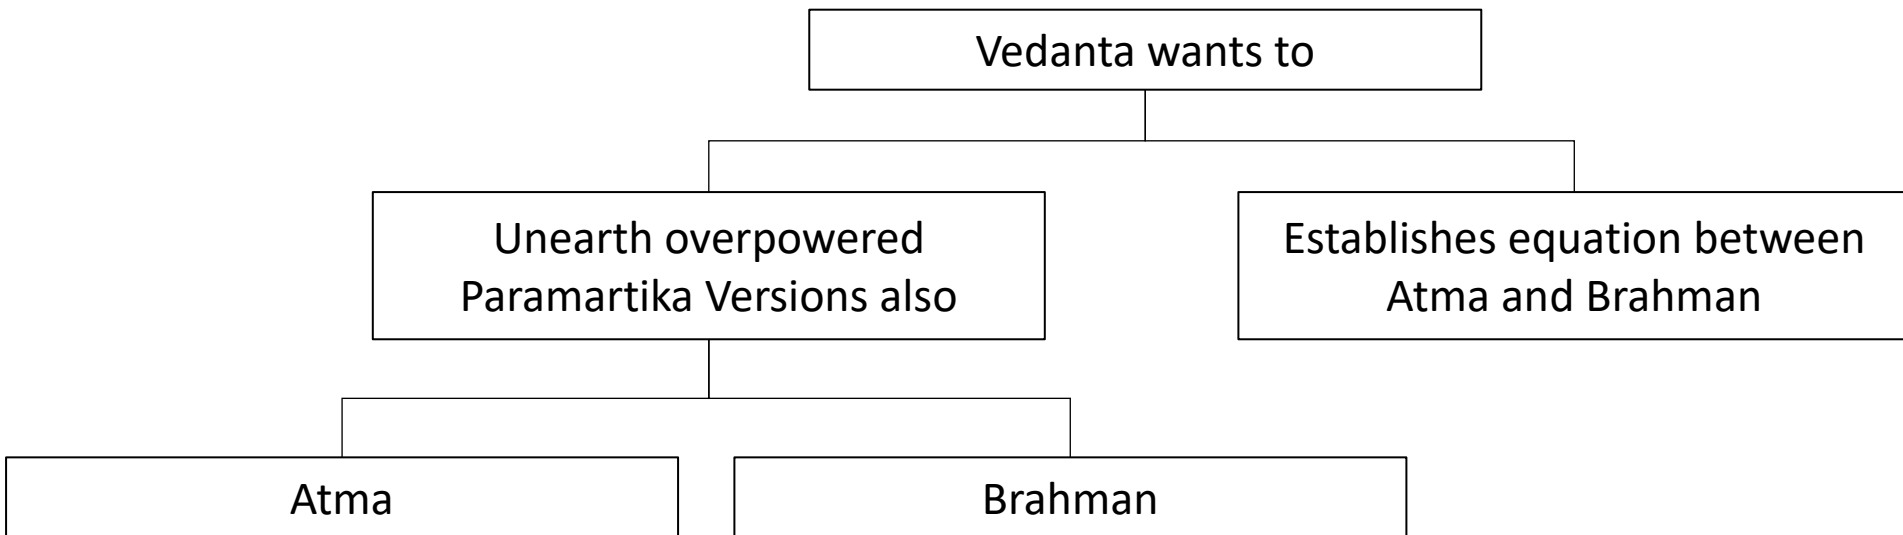 Vedanta wants to
Unearth overpowered
Paramartika Versions also
Establishes equation between
Atma and Brahman
Atma
Brahman